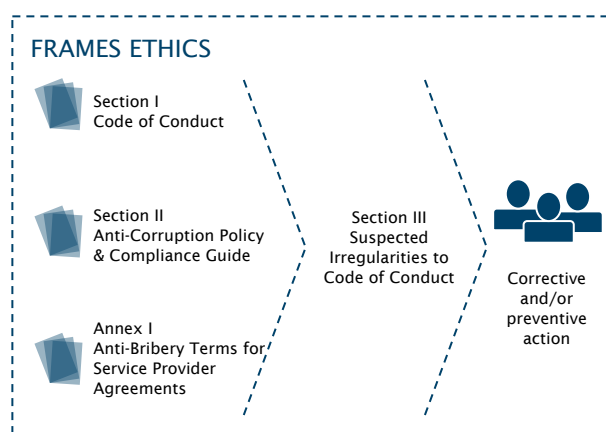 FRAMES ETHICS
Section I
Code of Conduct
Section II
Anti-Corruption Policy
& Compliance Guide
Annex I
Anti-Bribery Terms for
Service Provider
Agreements
Section III
Suspected
Irregularities to
Code of Conduct
Corrective
and/or
preventive
action